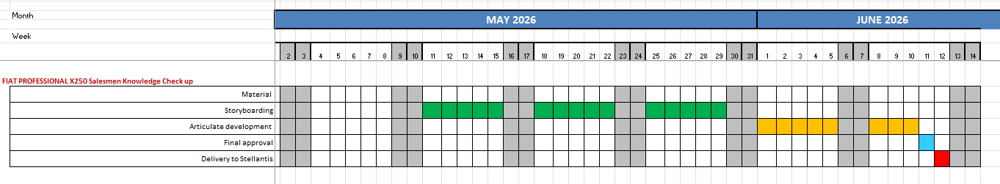 Month
MAY 2026 JUNE 2026
Week
2 3 4 5 6 7 8 9 10 11 12 13 14 15 16 17 18 19 20 21 22 23 24 25 26 27 28 29 30 31 1 2 3 4 5 6 7 8 9 10 11 12 13 14
FIAT PROFESSIONAL X250 Salesmen Knowledge Check up
Material
Storyboarding
Articulate development
Final approval
Delivery to Stellantis